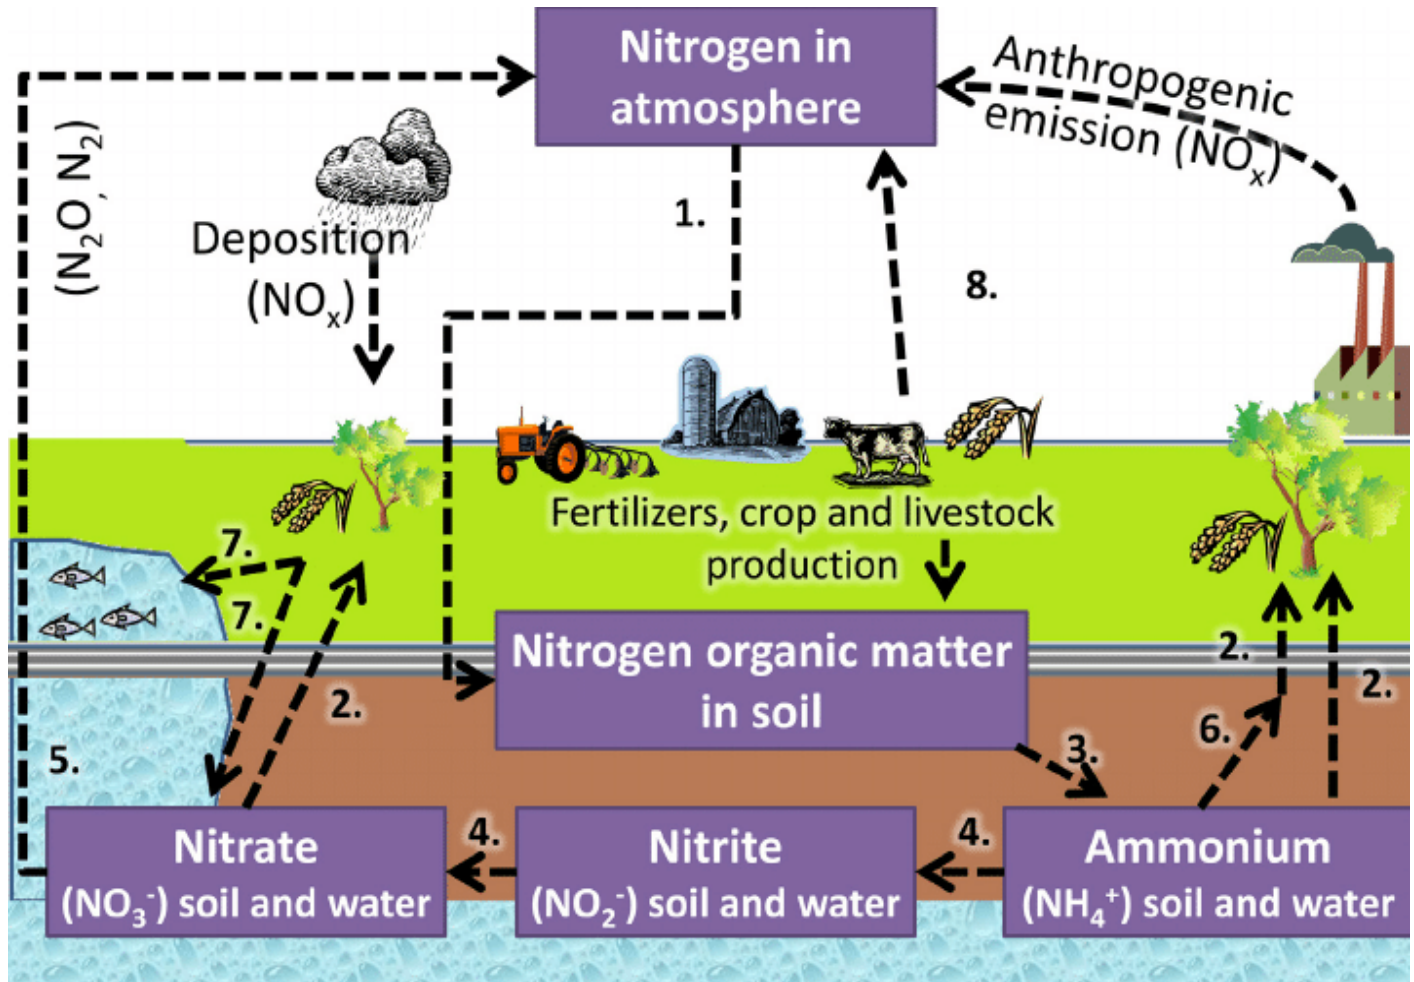 Nitrogen in
atmosphere
Anthropogenic
emission (NOₓ)
(N₂O, N₂)
Deposition
(NOₓ)
1.
8.
Fertilizers, crop and livestock
production
7.
7.
2.
Nitrogen organic matter
in soil
2.
2.
6.
3.
5.
4.
4.
Nitrate
(NO₃⁻) soil and water
Nitrite
(NO₂⁻) soil and water
Ammonium
(NH₄⁺) soil and water